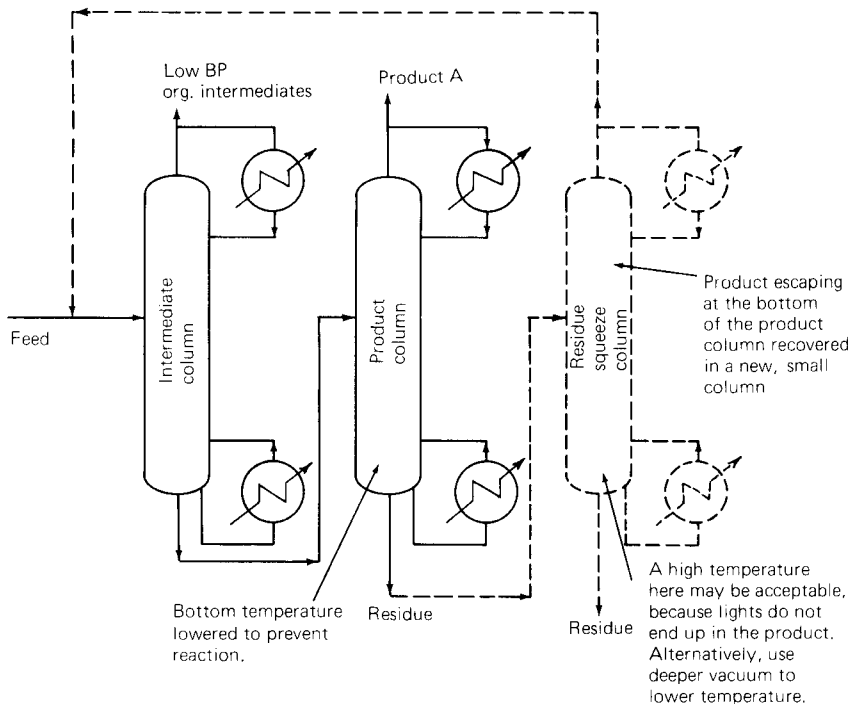 Low BP
org. intermediates
Product A
Feed
Intermediate
column
Product
column
Residue
squeeze
column
Product escaping
at the bottom
of the product
column recovered
in a new, small
column
Bottom temperature
lowered to prevent
reaction.
Residue
Residue
A high temperature
here may be acceptable,
because lights do not
end up in the product.
Alternatively, use
deeper vacuum to
lower temperature.